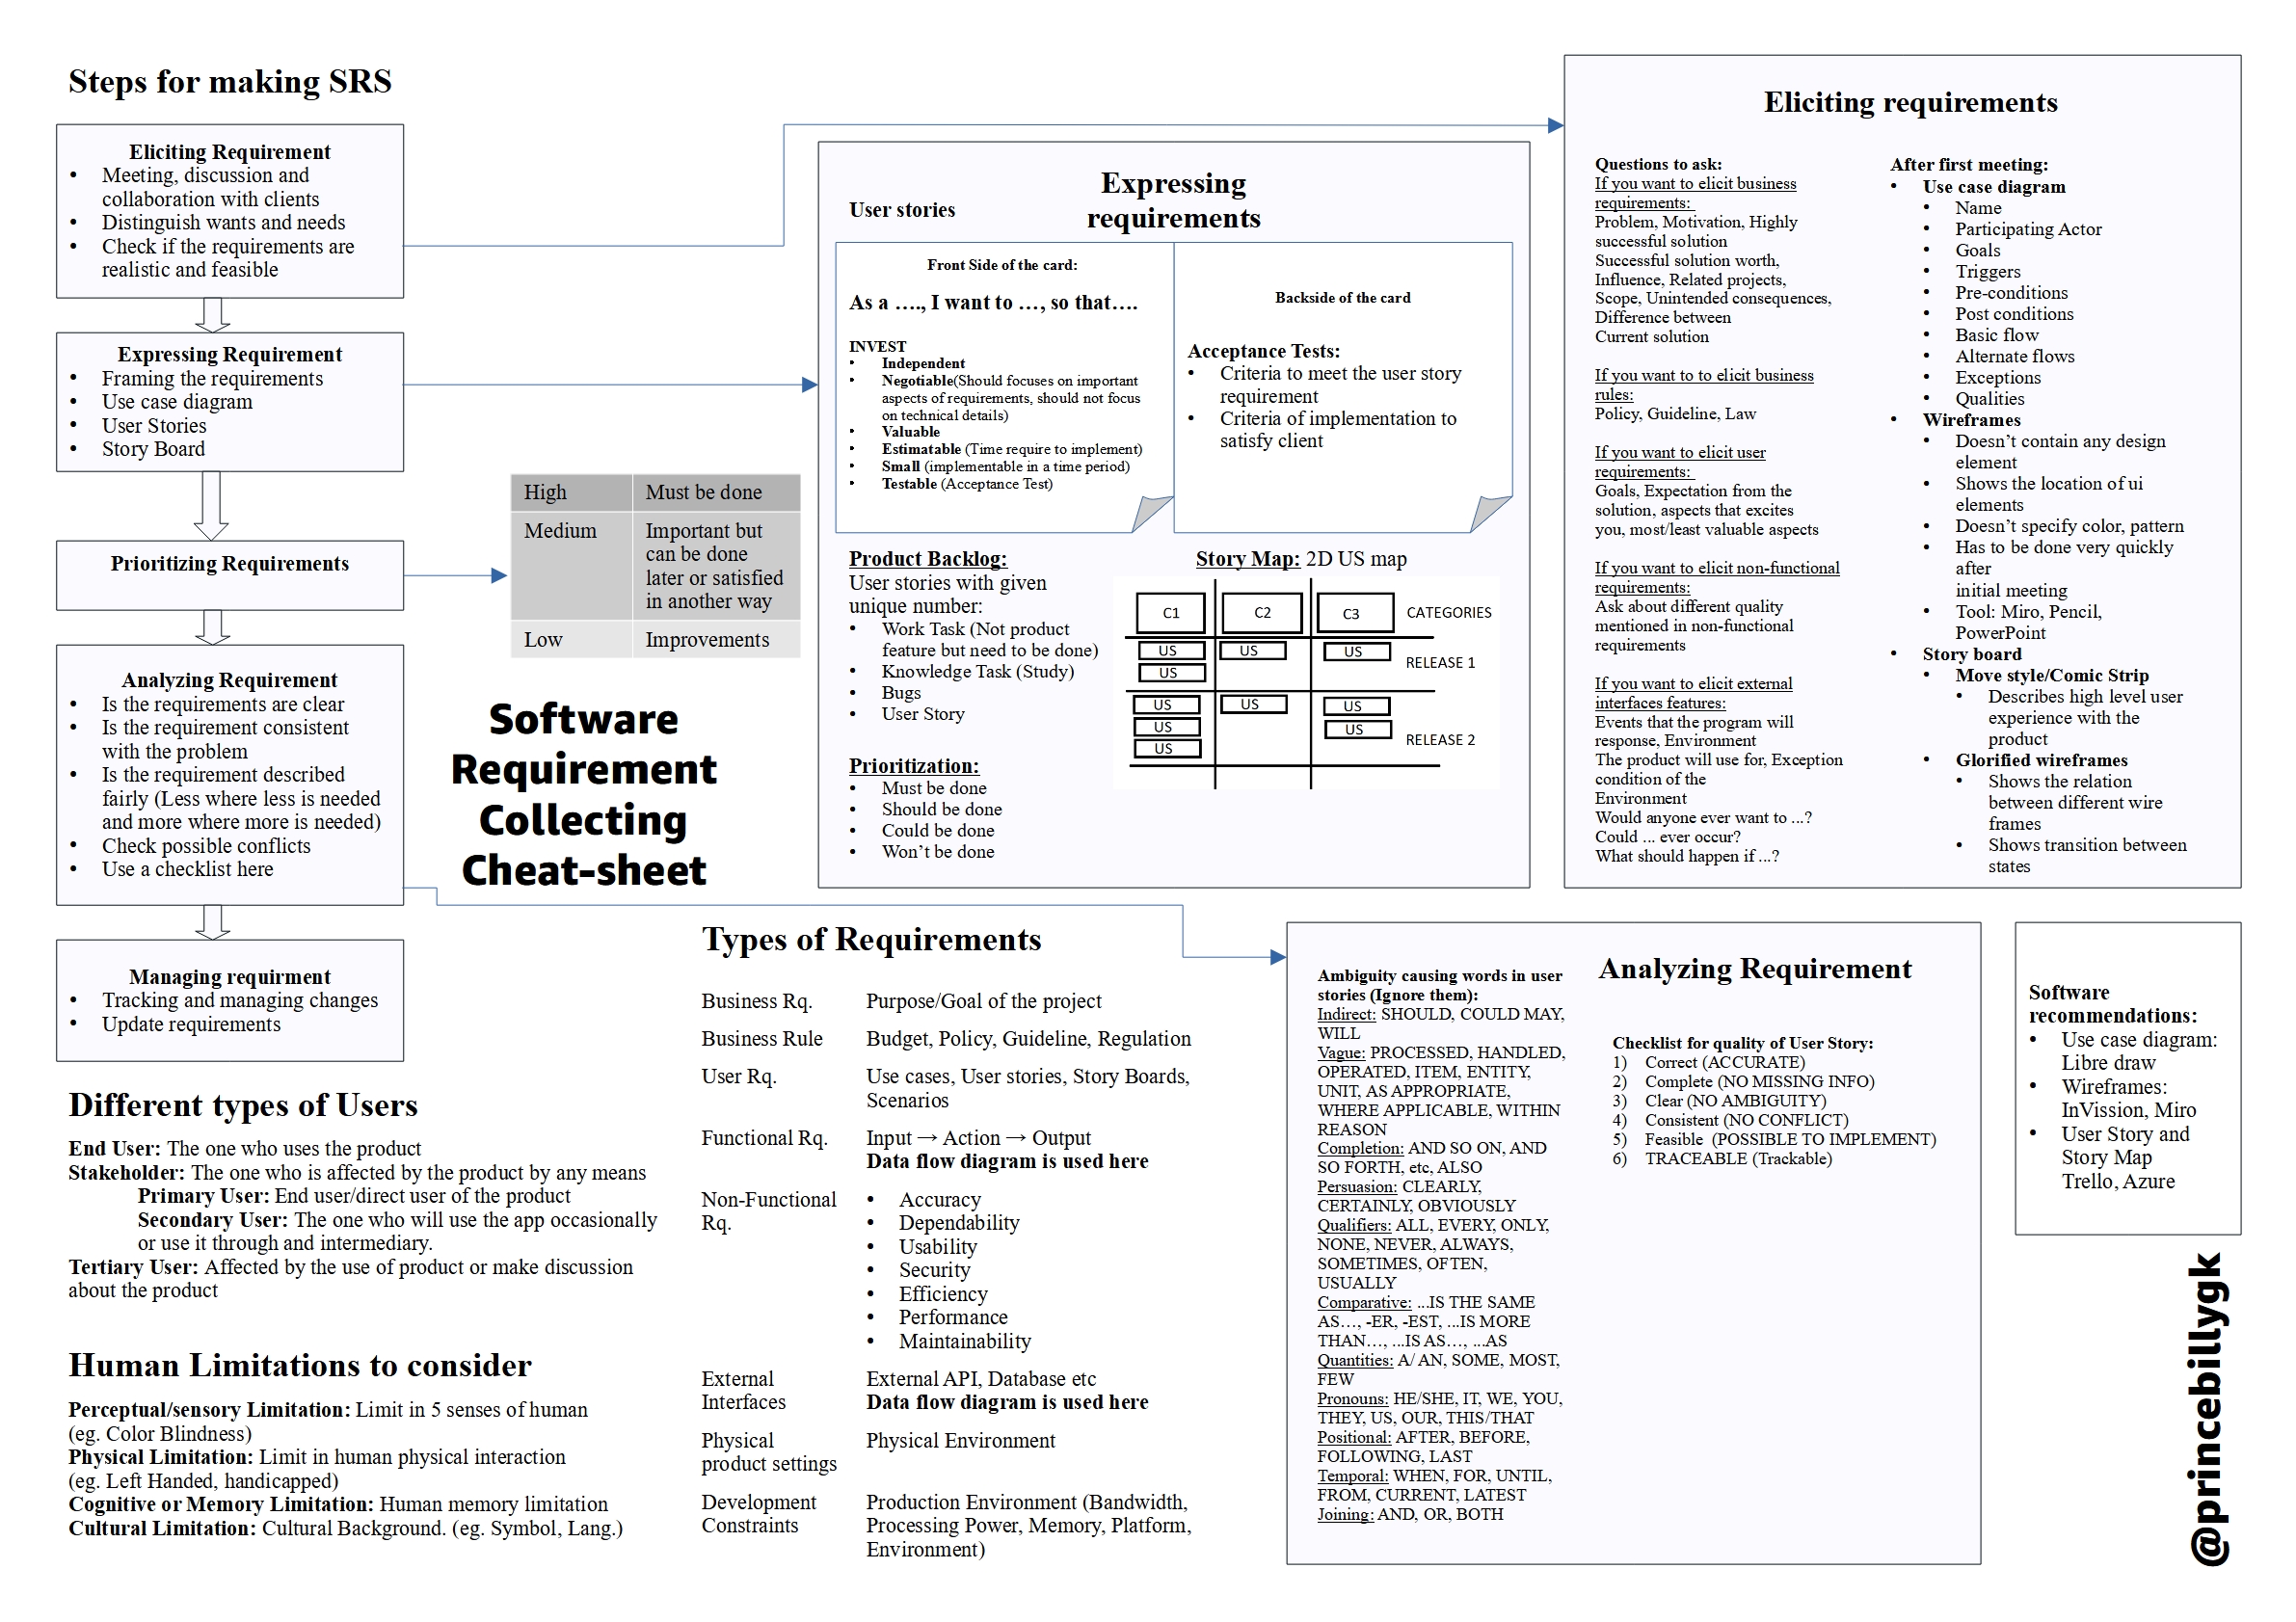 Steps for making SRS
Eliciting Requirement
• Meeting, discussion and
collaboration with clients
• Distinguish wants and needs
• Check if the requirements are
realistic and feasible
Expressing Requirement
• Framing the requirements
• Use case diagram
• User Stories
• Story Board
Prioritizing Requirements
Analyzing Requirement
• Is the requirements are clear
• Is the requirement consistent
with the problem
• Is the requirement described
fairly (Less where less is needed
and more where more is needed)
• Check possible conflicts
• Use a checklist here
Managing requirment
• Tracking and managing changes
• Update requirements
High Must be done
Medium Important but
can be done
later or satisfied
in another way
Low Improvements
Software
Requirement
Collecting
Cheat-sheet
Expressing
requirements
User stories
Front Side of the card:
As a …., I want to …, so that….
INVEST
• Independent
• Negotiable(Should focuses on important
aspects of requirements, should not focus
on technical details)
• Valuable
• Estimatable (Time require to implement)
• Small (implementable in a time period)
• Testable (Acceptance Test)
Backside of the card
Acceptance Tests:
• Criteria to meet the user story
requirement
• Criteria of implementation to
satisfy client
Product Backlog:
User stories with given
unique number:
• Work Task (Not product
feature but need to be done)
• Knowledge Task (Study)
• Bugs
• User Story
Prioritization:
• Must be done
• Should be done
• Could be done
• Won't be done
Story Map: 2D US map
C1 C2 C3 CATEGORIES
US US US
RELEASE 1
US
US US US
US US
RELEASE 2
US
Eliciting requirements
Questions to ask:
If you want to elicit business
requirements:
Problem, Motivation, Highly
successful solution
Successful solution worth,
Influence, Related projects,
Scope, Unintended consequences,
Difference between
Current solution
If you want to to elicit business
rules:
Policy, Guideline, Law
If you want to elicit user
requirements:
Goals, Expectation from the
solution, aspects that excites
you, most/least valuable aspects
If you want to elicit non-functional
requirements:
Ask about different quality
mentioned in non-functional
requirements
If you want to elicit external
interfaces features:
Events that the program will
response, Environment
The product will use for, Exception
condition of the
Environment
Would anyone ever want to ...?
Could ... ever occur?
What should happen if ...?
After first meeting:
• Use case diagram
• Name
• Participating Actor
• Goals
• Triggers
• Pre-conditions
• Post conditions
• Basic flow
• Alternate flows
• Exceptions
• Qualities
• Wireframes
• Doesn't contain any design
element
• Shows the location of ui
elements
• Doesn't specify color, pattern
• Has to be done very quickly
after
initial meeting
• Tool: Miro, Pencil,
PowerPoint
• Story board
• Move style/Comic Strip
• Describes high level user
experience with the
product
• Glorified wireframes
• Shows the relation
between different wire
frames
• Shows transition between
states
Different types of Users
End User: The one who uses the product
Stakeholder: The one who is affected by the product by any means
Primary User: End user/direct user of the product
Secondary User: The one who will use the app occasionally
or use it through and intermediary.
Tertiary User: Affected by the use of product or make discussion
about the product
Human Limitations to consider
Perceptual/sensory Limitation: Limit in 5 senses of human
(eg. Color Blindness)
Physical Limitation: Limit in human physical interaction
(eg. Left Handed, handicapped)
Cognitive or Memory Limitation: Human memory limitation
Cultural Limitation: Cultural Background. (eg. Symbol, Lang.)
Types of Requirements
Business Rq. Purpose/Goal of the project
Business Rule Budget, Policy, Guideline, Regulation
User Rq. Use cases, User stories, Story Boards,
Scenarios
Functional Rq. Input → Action → Output
Data flow diagram is used here
Non-Functional • Accuracy
Rq. • Dependability
• Usability
• Security
• Efficiency
• Performance
• Maintainability
External External API, Database etc
Interfaces Data flow diagram is used here
Physical Physical Environment
product settings
Development Production Environment (Bandwidth,
Constraints Processing Power, Memory, Platform,
Environment)
Analyzing Requirement
Ambiguity causing words in user
stories (Ignore them):
Indirect: SHOULD, COULD MAY,
WILL
Vague: PROCESSED, HANDLED,
OPERATED, ITEM, ENTITY,
UNIT, AS APPROPRIATE,
WHERE APPLICABLE, WITHIN
REASON
Completion: AND SO ON, AND
SO FORTH, etc, ALSO
Persuasion: CLEARLY,
CERTAINLY, OBVIOUSLY
Qualifiers: ALL, EVERY, ONLY,
NONE, NEVER, ALWAYS,
SOMETIMES, OFTEN,
USUALLY
Comparative: ...IS THE SAME
AS…, -ER, -EST, ...IS MORE
THAN…, ...IS AS…, ...AS
Quantities: A/ AN, SOME, MOST,
FEW
Pronouns: HE/SHE, IT, WE, YOU,
THEY, US, OUR, THIS/THAT
Positional: AFTER, BEFORE,
FOLLOWING, LAST
Temporal: WHEN, FOR, UNTIL,
FROM, CURRENT, LATEST
Joining: AND, OR, BOTH
Checklist for quality of User Story:
1) Correct (ACCURATE)
2) Complete (NO MISSING INFO)
3) Clear (NO AMBIGUITY)
4) Consistent (NO CONFLICT)
5) Feasible (POSSIBLE TO IMPLEMENT)
6) TRACEABLE (Trackable)
Software
recommendations:
• Use case diagram:
Libre draw
• Wireframes:
InVission, Miro
• User Story and
Story Map
Trello, Azure
@princebillygk